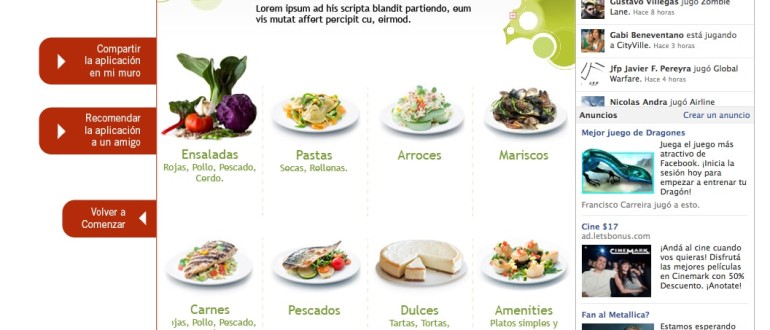 Lorem ipsum ad his scripta blandit partiendo, eum
vis mutat affert percipit cu, eirmod.
Compartir
la aplicación
en mi muro
Recomendar
la aplicación
a un amigo
Volver a
Comenzar
Ensaladas
Rojas, Pollo, Pescado,
Cerdo.
Pastas
Secas, Rellenas.
Arroces
Mariscos
Carnes
Rojas, Pollo, Pescado,
Pescados
Dulces
Tartas, Tortas,
Amenities
Platos simples y
Gustavo Villegas jugó Zombie
Lane. Hace 8 horas
Gabi Beneventano está jugando
a CityVille. Hace 3 horas
Jfp Javier F. Pereyra jugó Global
Warfare. Hace 4 horas
Nicolas Andra jugó Airline
Anuncios Crear un anuncio
Mejor juego de Dragones
Juega el juego más
atractivo de
Facebook. ¡Inicia la
sesión hoy para
empezar a entrenar tu
Dragón!
Francisco Carreira jugó a esto.
Cine $17
ad.letsbonus.com
CINEMARK
¡Andá al cine cuando
vos quieras! Disfrutá
las mejores películas
en Cinemark con 50%
Descuento. ¡Anotate!
Fan al Metallica?
Estamos esperando